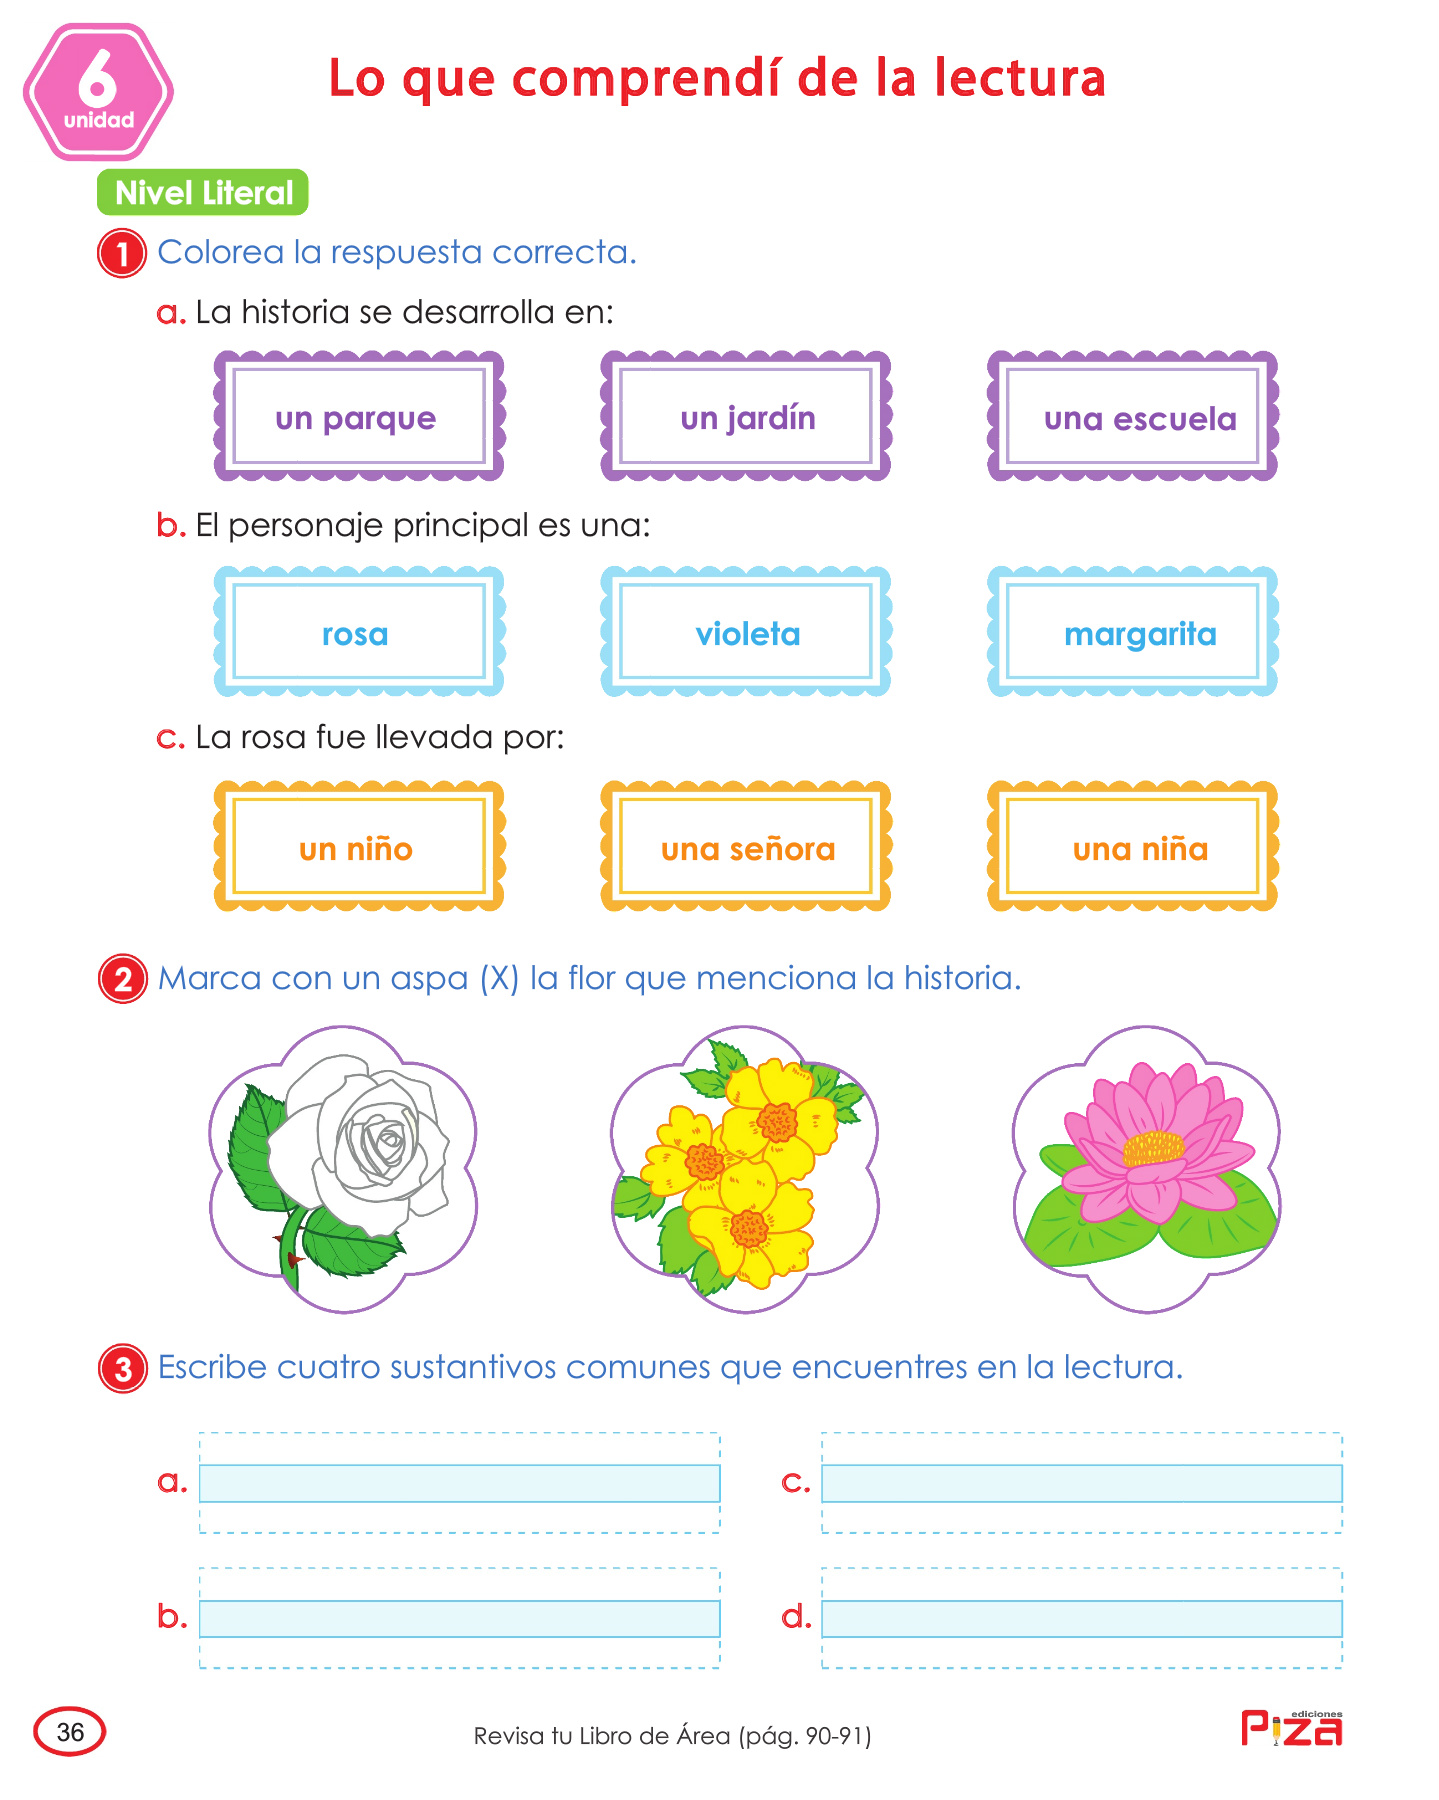 6
unidad
Lo que comprendí de la lectura
Nivel Literal
1 Colorea la respuesta correcta.
a. La historia se desarrolla en:
un parque un jardín una escuela
b. El personaje principal es una:
rosa violeta margarita
c. La rosa fue llevada por:
un niño una señora una niña
2 Marca con un aspa (X) la flor que menciona la historia.
3 Escribe cuatro sustantivos comunes que encuentres en la lectura.
a. c.
b. d.
36 Revisa tu Libro de Área (pág. 90-91) ediciones
Piza